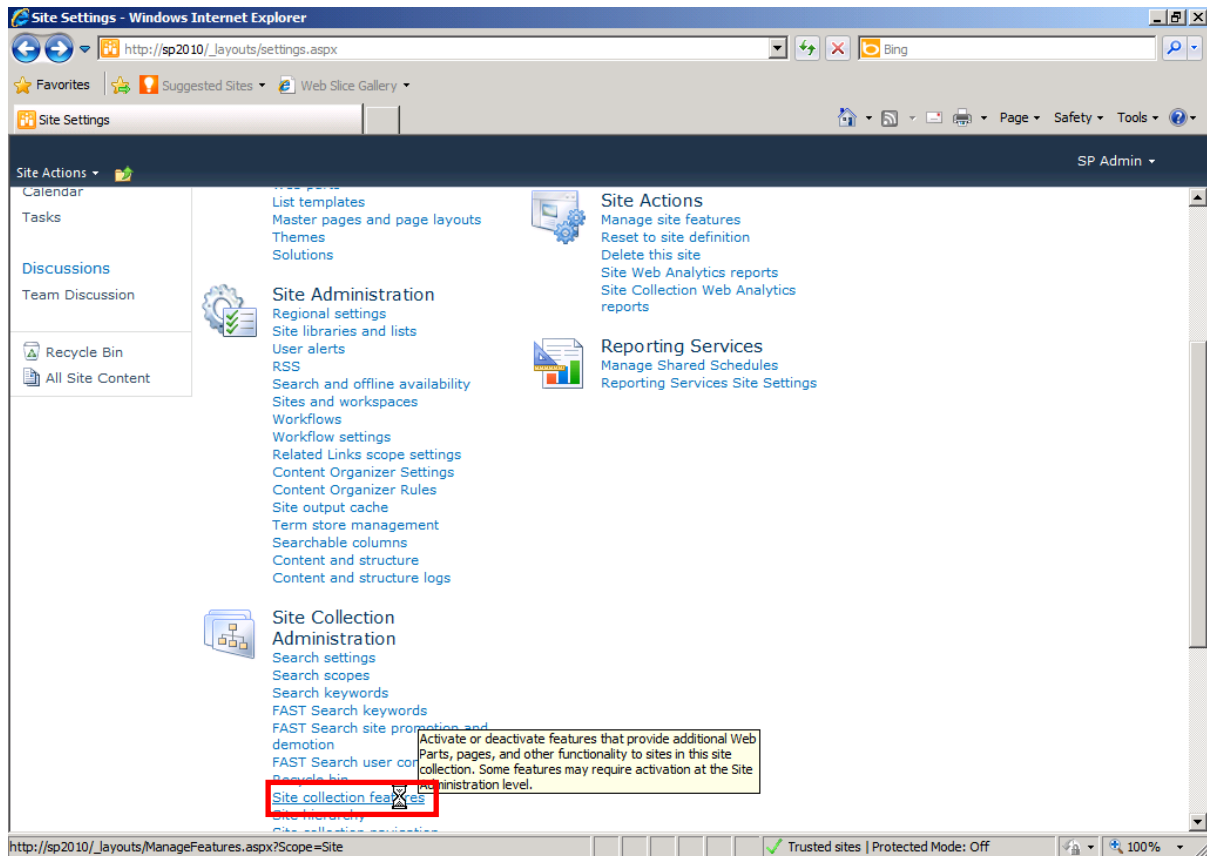 Site Settings - Windows Internet Explorer
http://sp2010/_layouts/settings.aspx
Bing
Favorites
Suggested Sites
Web Slice Gallery
Site Settings
Page
Safety
Tools
SP Admin
Site Actions
Calendar
Tasks
Discussions
Team Discussion
Recycle Bin
All Site Content
Web parts
List templates
Master pages and page layouts
Themes
Solutions
Site Administration
Regional settings
Site libraries and lists
User alerts
RSS
Search and offline availability
Sites and workspaces
Workflows
Workflow settings
Related Links scope settings
Content Organizer Settings
Content Organizer Rules
Site output cache
Term store management
Searchable columns
Content and structure
Content and structure logs
Site Collection
Administration
Search settings
Search scopes
Search keywords
FAST Search keywords
FAST Search site promotion and
demotion
FAST Search user
Recycle bin
Site collection features
Site hierarchy
Site collection navigation
Activate or deactivate features that provide additional Web
Parts, pages, and other functionality to sites in this site
collection. Some features may require activation at the Site
Administration level.
Site Actions
Manage site features
Reset to site definition
Delete this site
Site Web Analytics reports
Site Collection Web Analytics
reports
Reporting Services
Manage Shared Schedules
Reporting Services Site Settings
http://sp2010/_layouts/ManageFeatures.aspx?Scope=Site
Trusted sites | Protected Mode: Off
100%